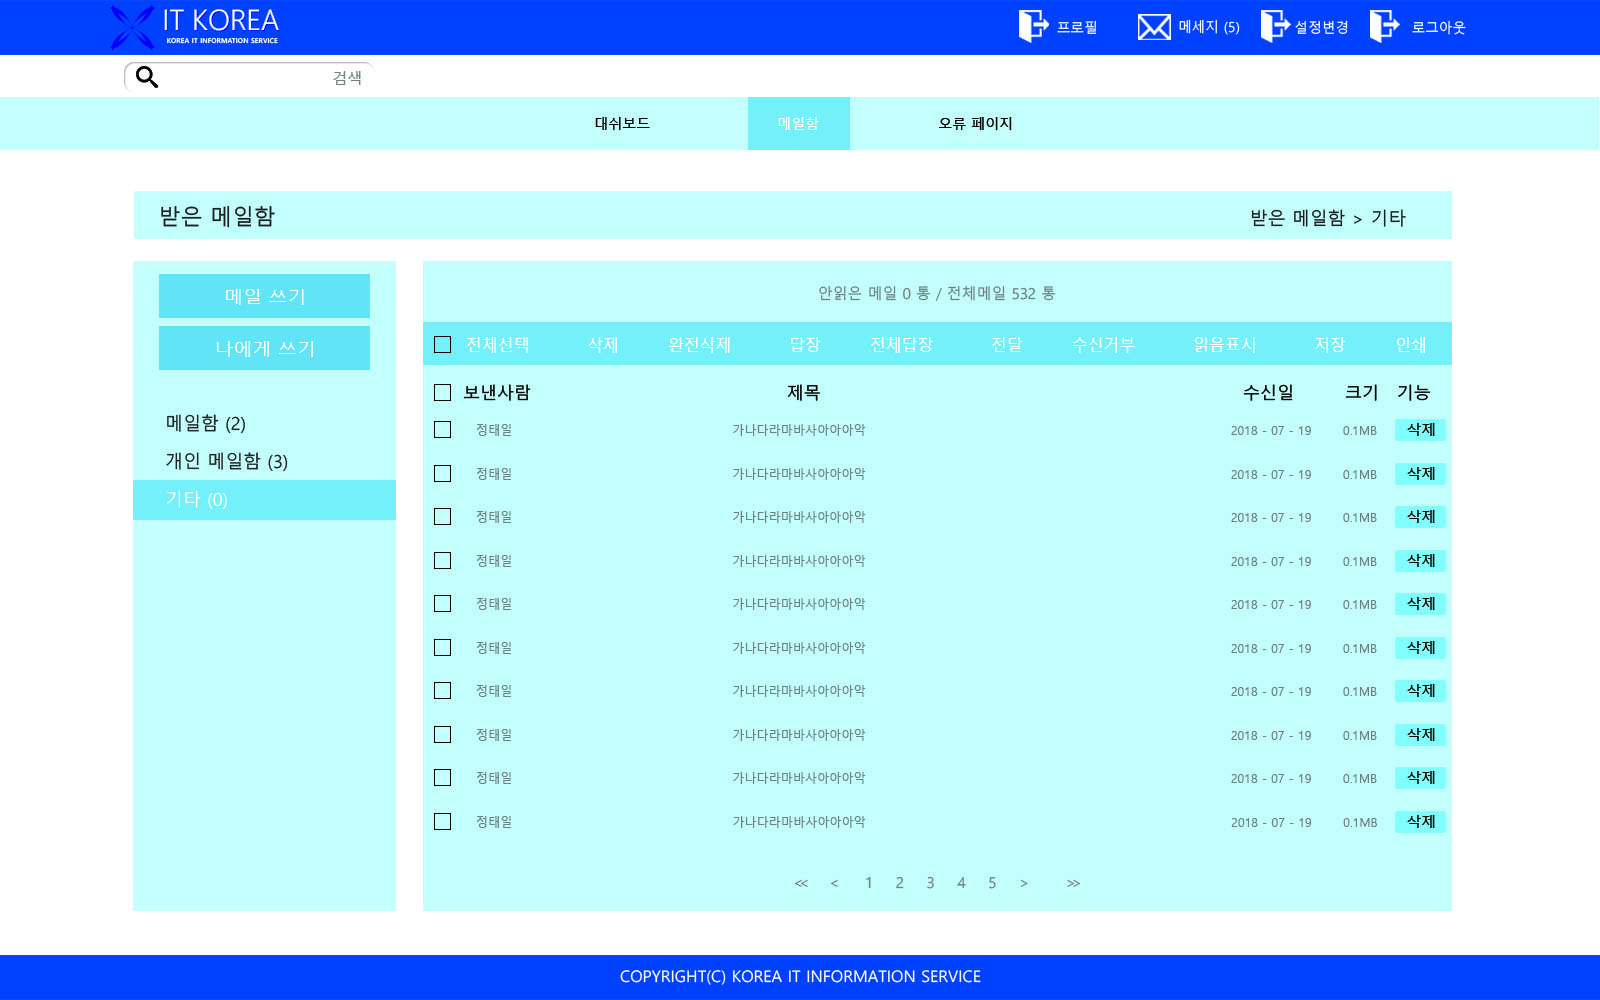 IT KOREA
KOREA IT INFORMATION SERVICE
프로필 메세지 (5) 설정변경 로그아웃
검색
대쉬보드 메일함 오류 페이지
받은 메일함 받은 메일함 > 기타
메일 쓰기
나에게 쓰기
메일함 (2)
개인 메일함 (3)
기타 (0)
안읽은 메일 0 통 / 전체메일 532 통
전체선택 삭제 완전삭제 답장 전체답장 전달 수신거부 읽음표시 저장 인쇄
보낸사람 제목 수신일 크기 기능
정태일 가나다라마바사아아아악 2018 - 07 - 19 0.1MB 삭제
정태일 가나다라마바사아아아악 2018 - 07 - 19 0.1MB 삭제
정태일 가나다라마바사아아아악 2018 - 07 - 19 0.1MB 삭제
정태일 가나다라마바사아아아악 2018 - 07 - 19 0.1MB 삭제
정태일 가나다라마바사아아아악 2018 - 07 - 19 0.1MB 삭제
정태일 가나다라마바사아아아악 2018 - 07 - 19 0.1MB 삭제
정태일 가나다라마바사아아아악 2018 - 07 - 19 0.1MB 삭제
정태일 가나다라마바사아아아악 2018 - 07 - 19 0.1MB 삭제
정태일 가나다라마바사아아아악 2018 - 07 - 19 0.1MB 삭제
정태일 가나다라마바사아아아악 2018 - 07 - 19 0.1MB 삭제
<< < 1 2 3 4 5 > >>
COPYRIGHT(C) KOREA IT INFORMATION SERVICE